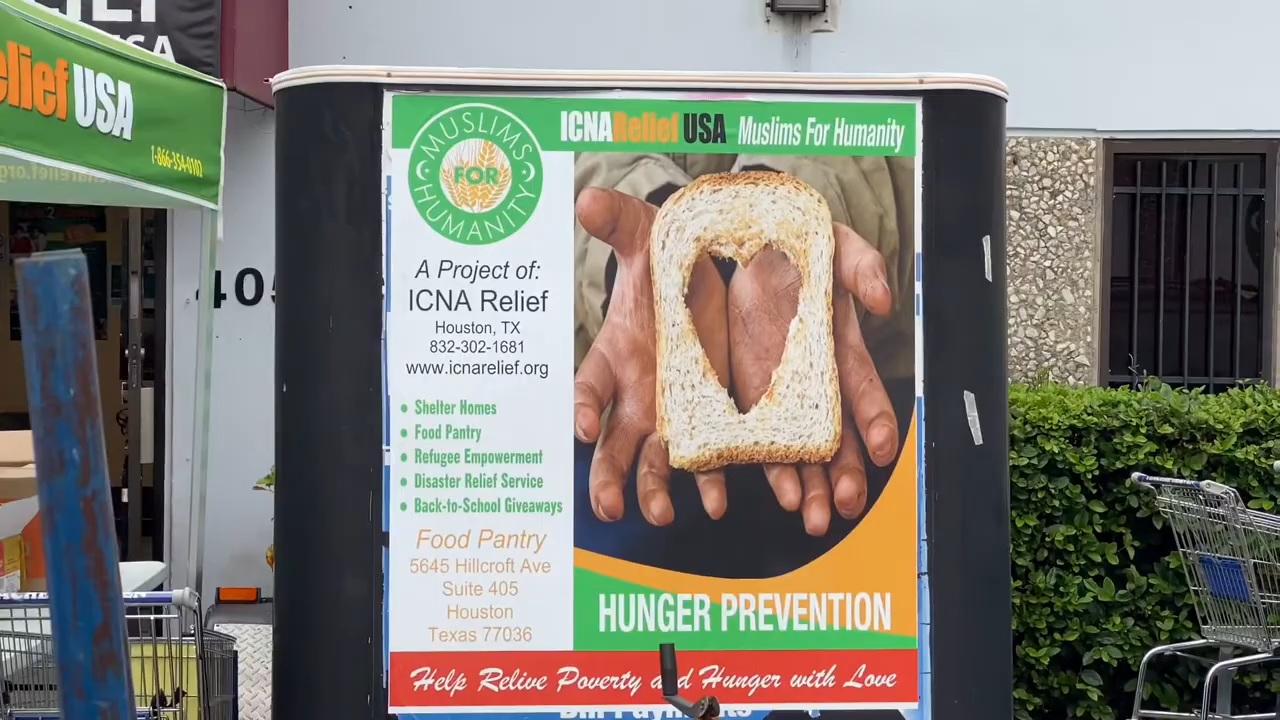 USA
1-866-354-0102
405
MUSLIMS
FOR
HUMANITY
ICNARelief USA Muslims For Humanity
A Project of:
ICNA Relief
Houston, TX
832-302-1681
www.icnarelief.org
• Shelter Homes
• Food Pantry
• Refugee Empowerment
• Disaster Relief Service
• Back-to-School Giveaways
Food Pantry
5645 Hillcroft Ave
Suite 405
Houston
Texas 77036
HUNGER PREVENTION
Help Relive Poverty and Hunger with Love